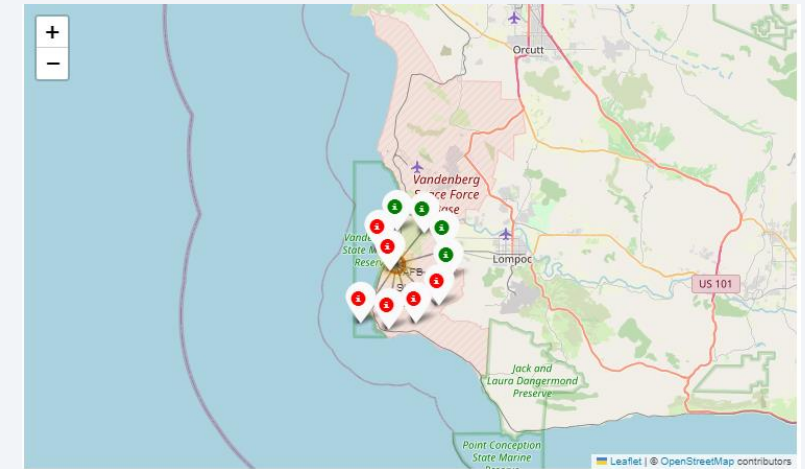 +
−
Orcutt
Vandenberg
Space Force
Base
Lompoc
US 101
Jack and
Laura Dangermond
Preserve
Point Conception
State Marine
Leaflet | © OpenStreetMap contributors